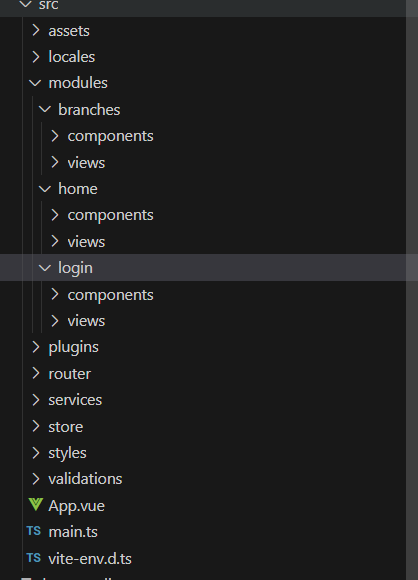 src
assets
locales
modules
branches
components
views
home
components
views
login
components
views
plugins
router
services
store
styles
validations
App.vue
TS main.ts
TS vite-env.d.ts